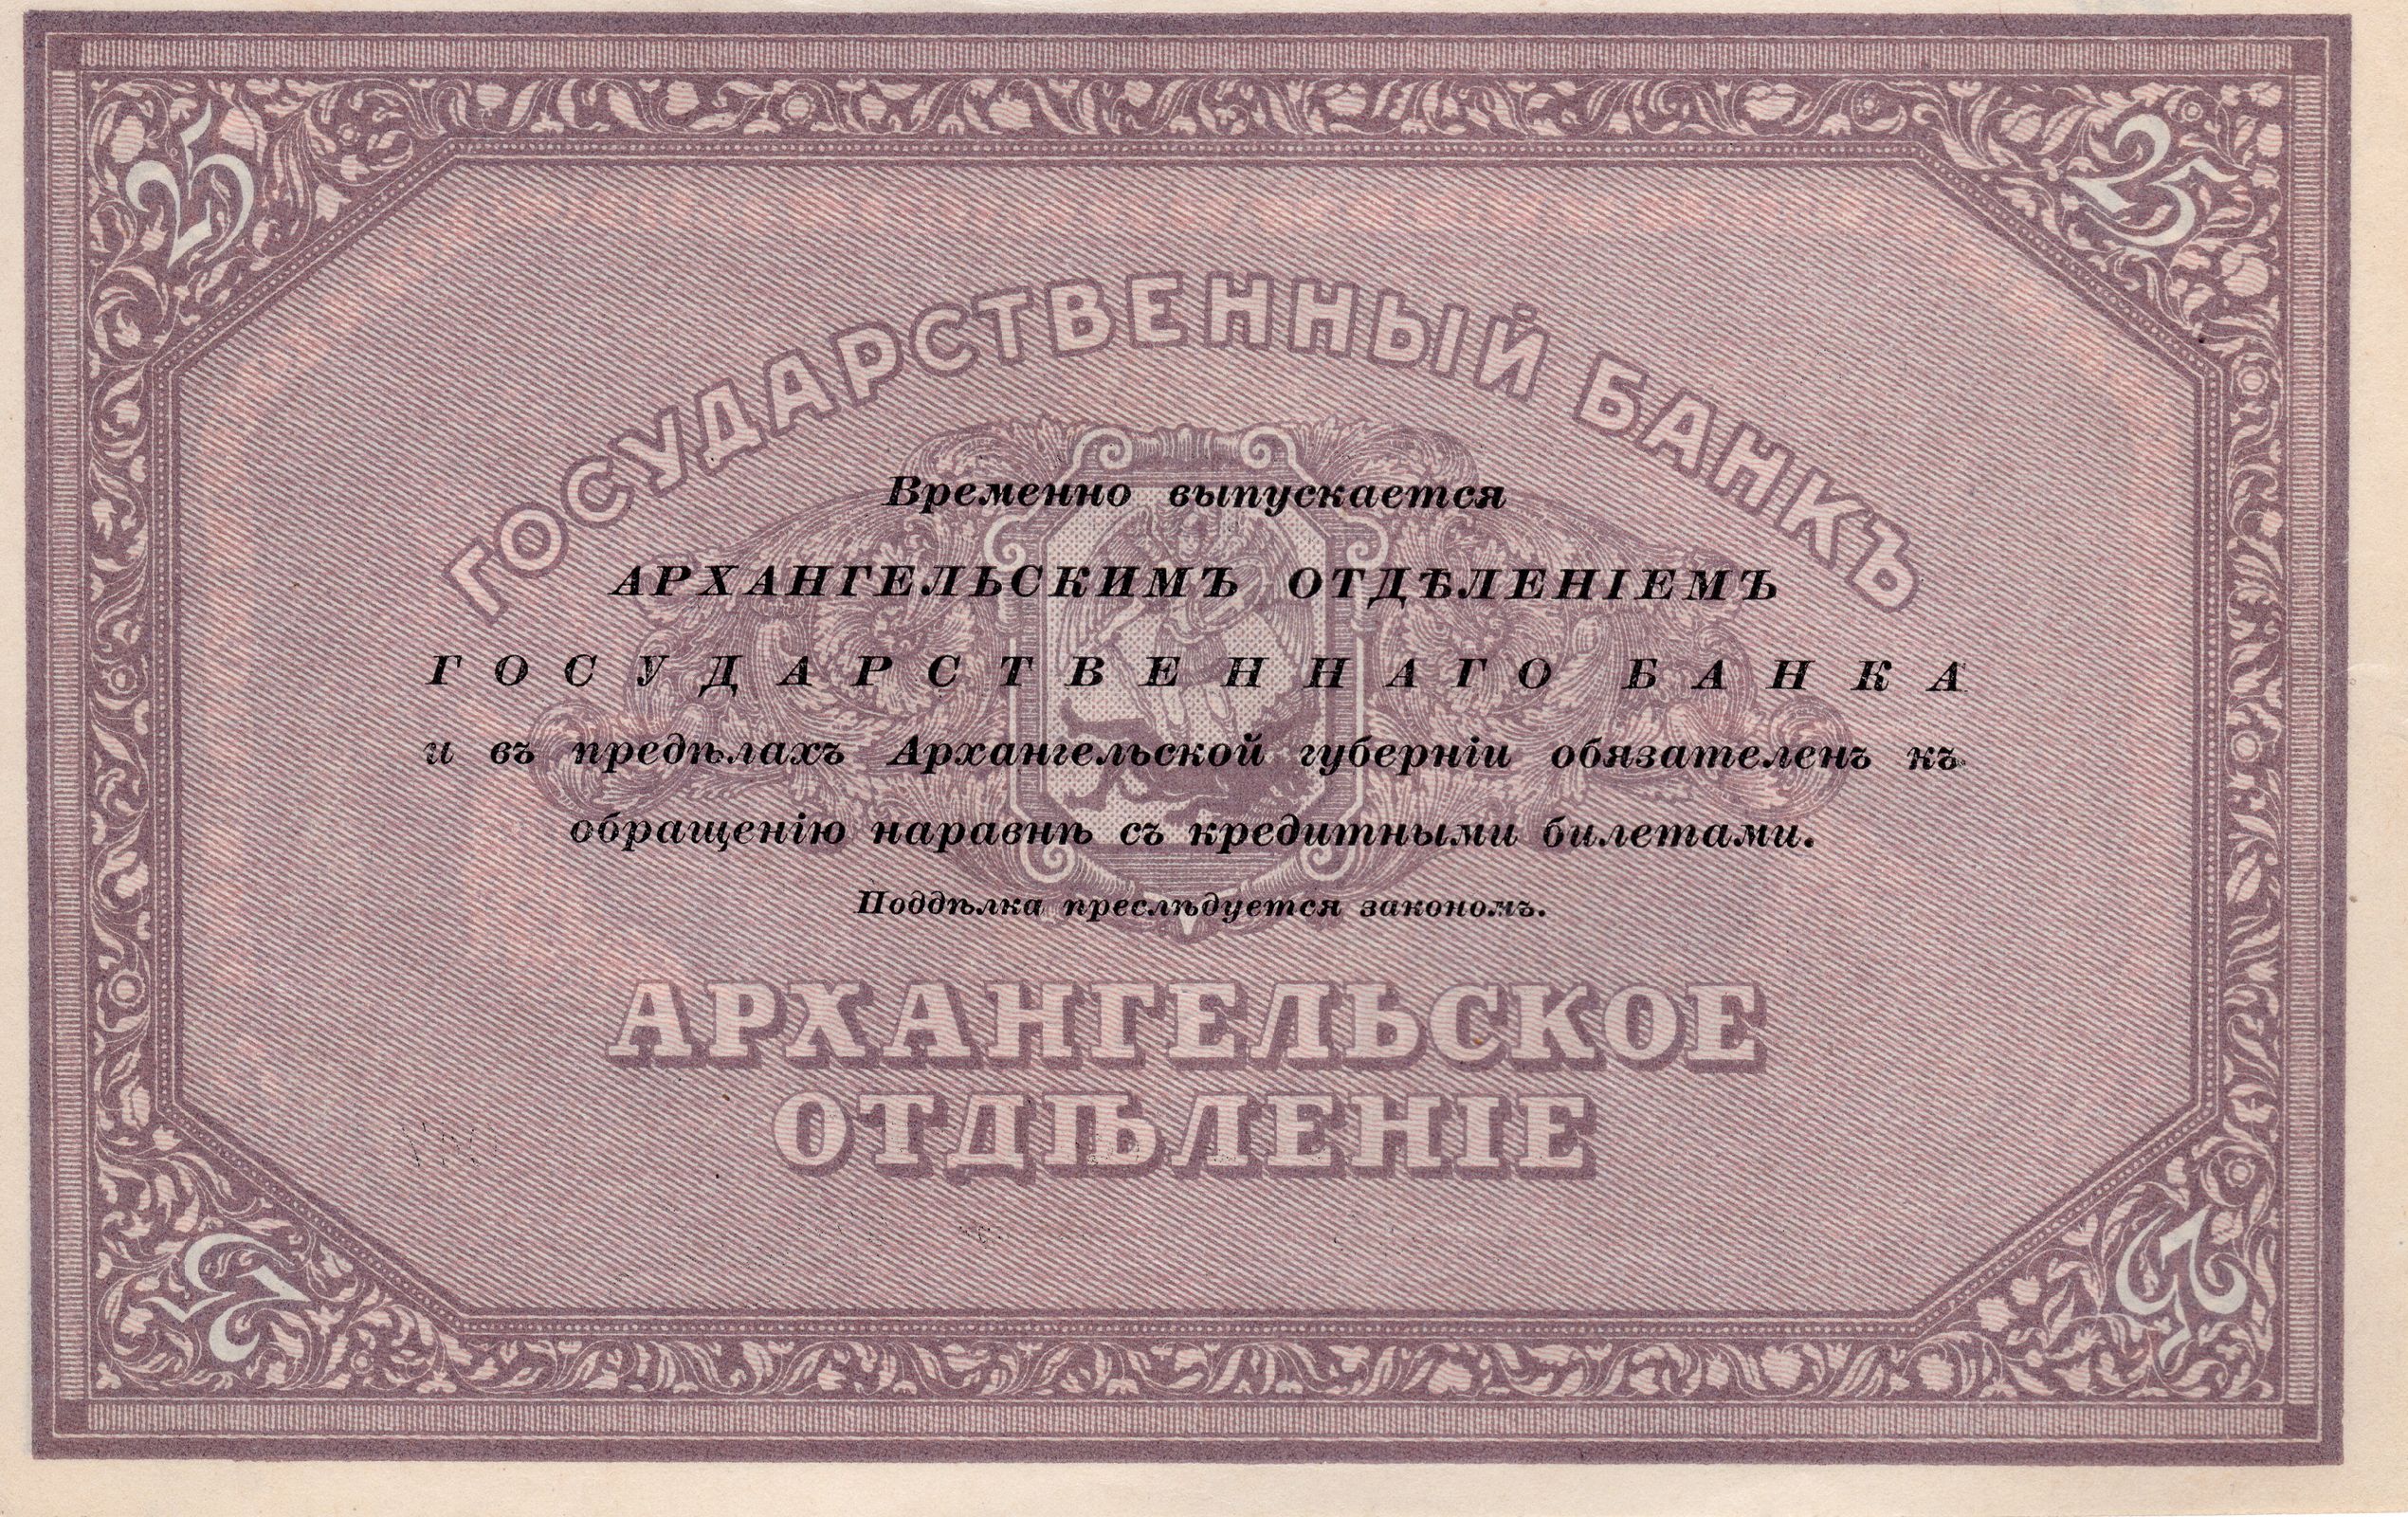 25 25
ГОСУДАРСТВЕННЫЙ БАНКЪ
Временно выпускается
АРХАНГЕЛЬСКИМЪ ОТДѢЛЕНІЕМЪ
ГОСУДАРСТВЕННАГО БАНКА
и въ предѣлахъ Архангельской губерніи обязателенъ къ
обращенію наравнѣ съ кредитными билетами.
Поддѣлка преслѣдуется закономъ.
АРХАНГЕЛЬСКОЕ
ОТДѢЛЕНІЕ
25 25